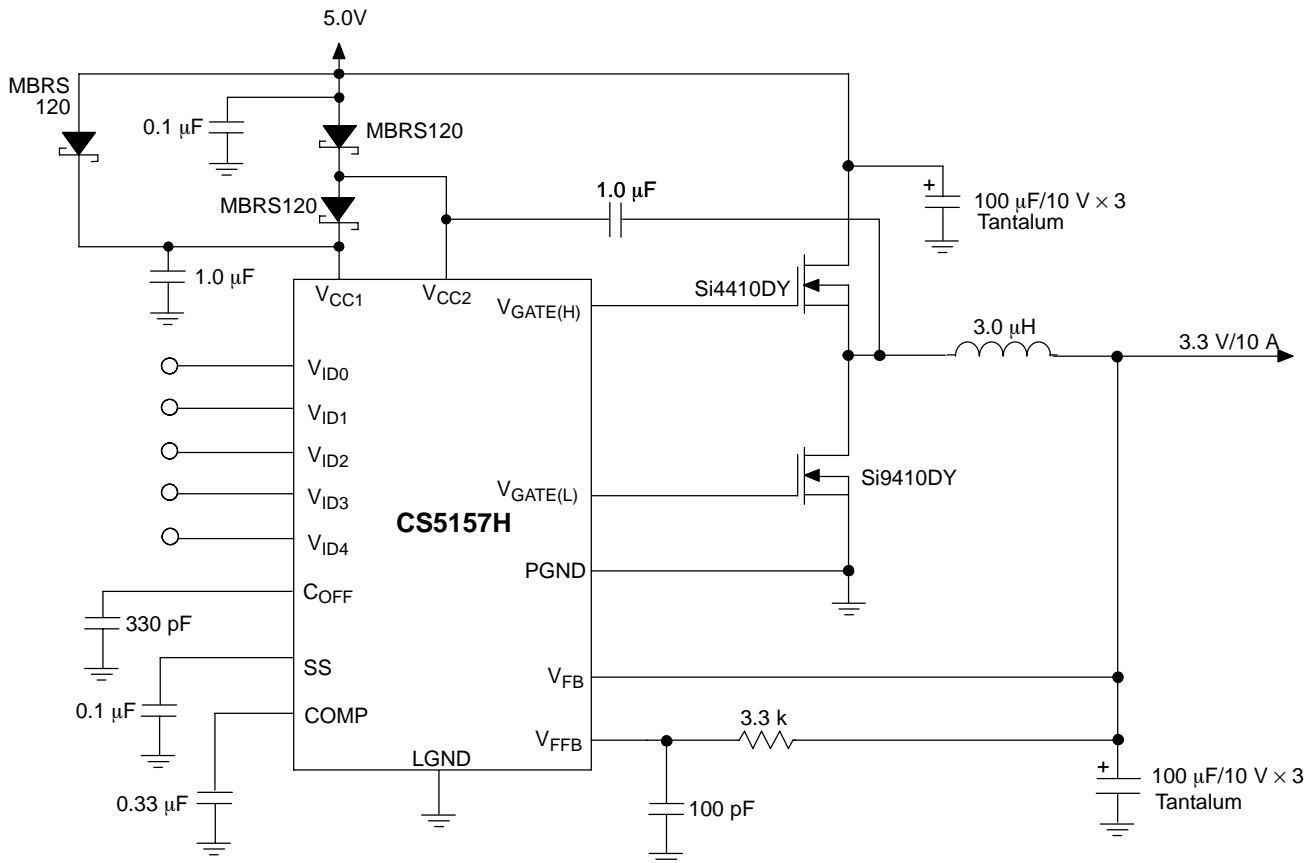 5.0V
MBRS
120
0.1 μF
MBRS120
MBRS120
1.0 μF
+
100 μF/10 V × 3
Tantalum
1.0 μF
VCC1
VCC2
VGATE(H)
Si4410DY
3.0 μH
3.3 V/10 A
VID0
VID1
VID2
VID3
VID4
VGATE(L)
Si9410DY
CS5157H
PGND
COFF
330 pF
SS
VFB
0.1 μF
COMP
3.3 k
VFFB
LGND
+
100 μF/10 V × 3
Tantalum
0.33 μF
100 pF